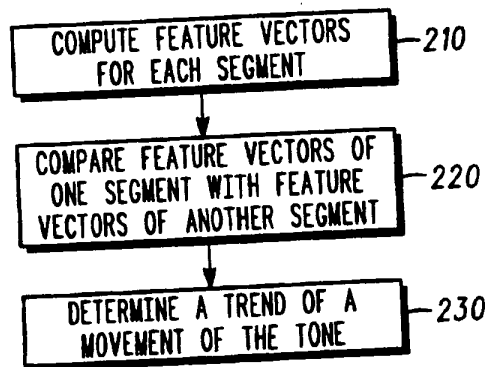 COMPUTE FEATURE VECTORS
FOR EACH SEGMENT
210
COMPARE FEATURE VECTORS OF
ONE SEGMENT WITH FEATURE
VECTORS OF ANOTHER SEGMENT
220
DETERMINE A TREND OF A
MOVEMENT OF THE TONE
230